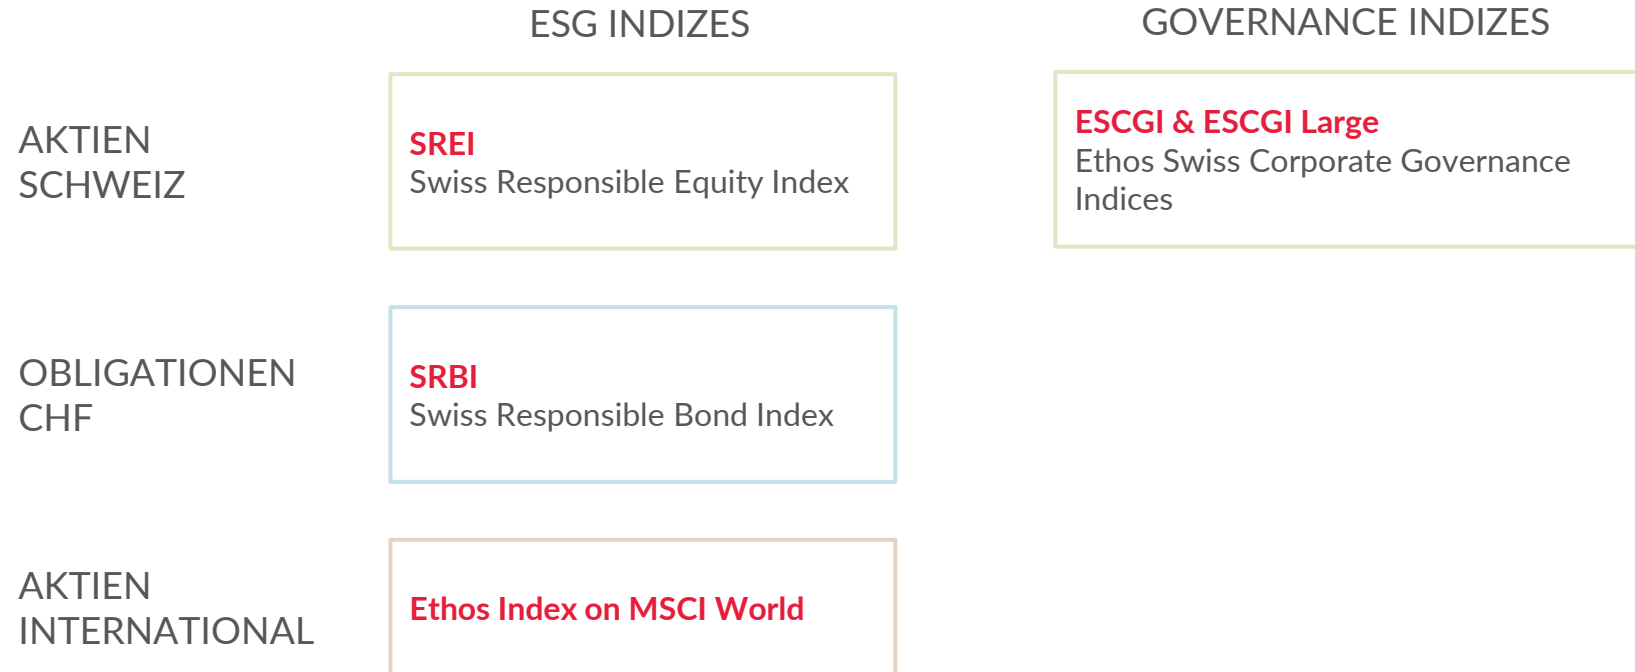 ESG INDIZES
GOVERNANCE INDIZES
AKTIEN
SCHWEIZ
SREI
Swiss Responsible Equity Index
ESCGI & ESCGI Large
Ethos Swiss Corporate Governance
Indices
OBLIGATIONEN
CHF
SRBI
Swiss Responsible Bond Index
AKTIEN
INTERNATIONAL
Ethos Index on MSCI World